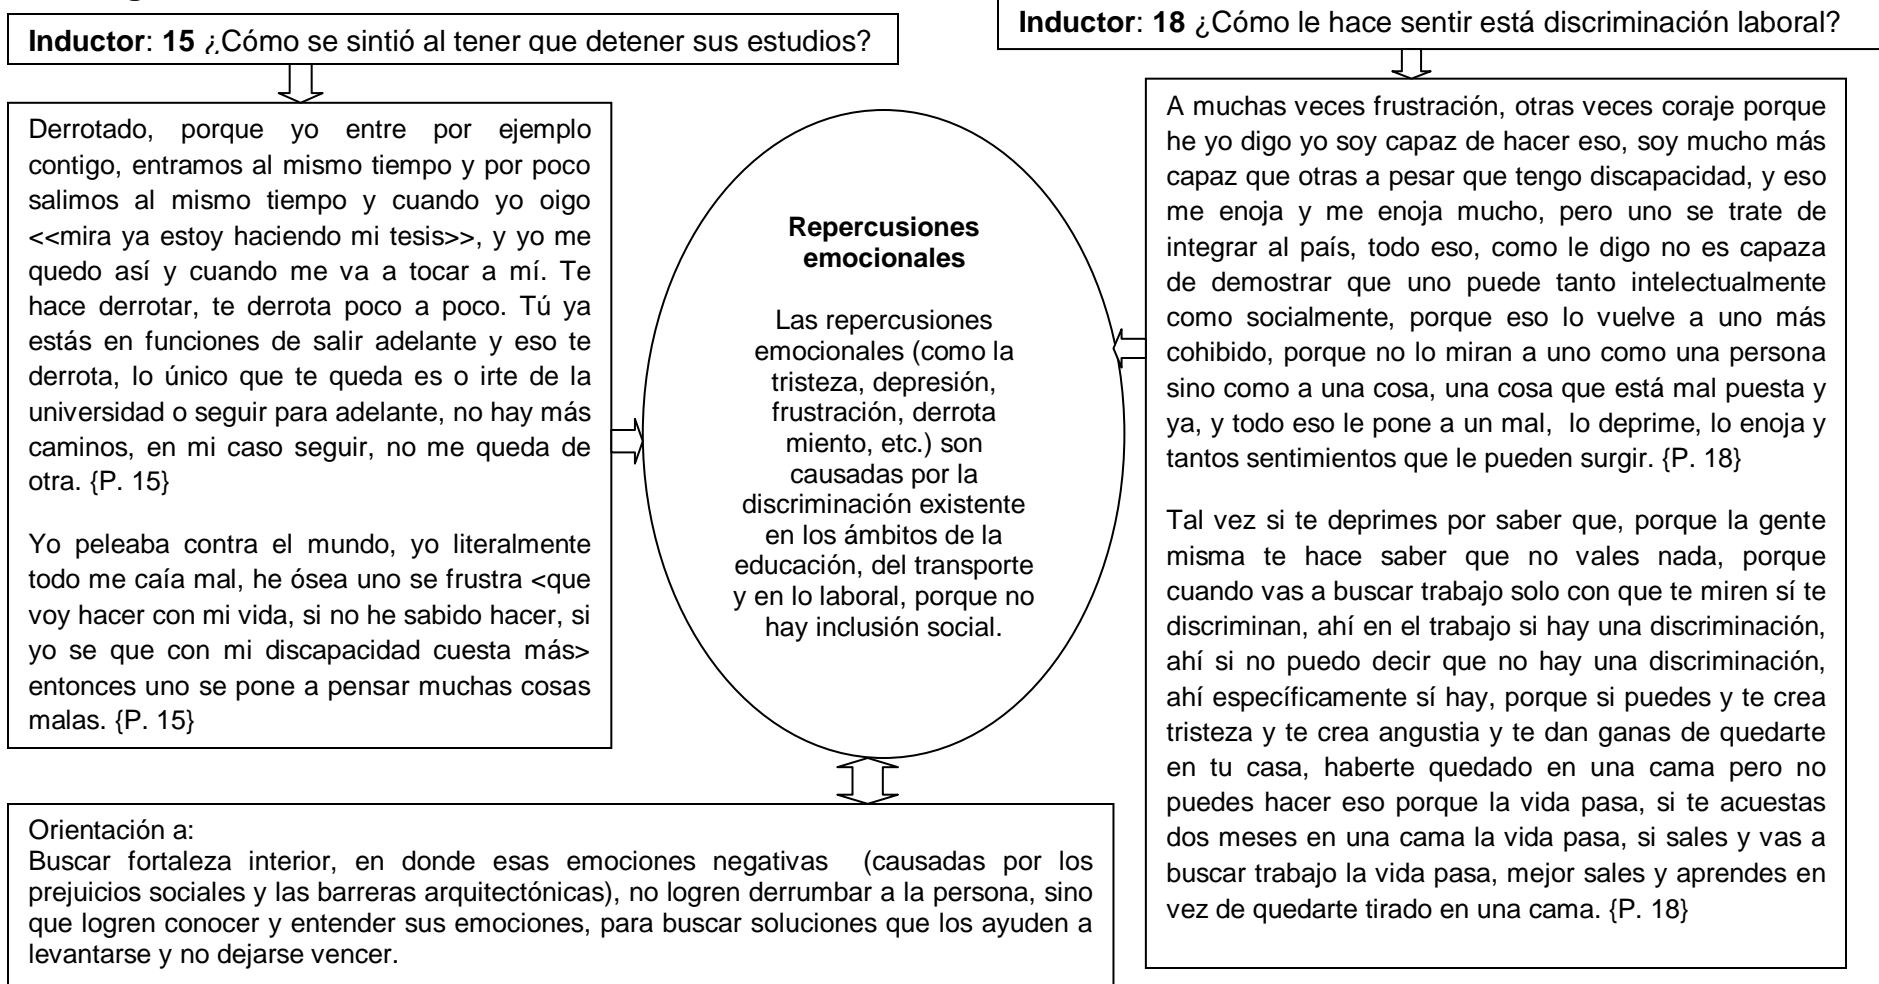 Inductor: 15 ¿Cómo se sintió al tener que detener sus estudios?
Derrotado, porque yo entre por ejemplo
contigo, entramos al mismo tiempo y por poco
salimos al mismo tiempo y cuando yo oigo
<<mira ya estoy haciendo mi tesis>>, y yo me
quedo así y cuando me va a tocar a mí. Te
hace derrotar, te derrota poco a poco. Tú ya
estás en funciones de salir adelante y eso te
derrota, lo único que te queda es o irte de la
universidad o seguir para adelante, no hay más
caminos, en mi caso seguir, no me queda de
otra. {P. 15}
Yo peleaba contra el mundo, yo literalmente
todo me caía mal, he ósea uno se frustra <que
voy hacer con mi vida, si no he sabido hacer, si
yo se que con mi discapacidad cuesta más>
entonces uno se pone a pensar muchas cosas
malas. {P. 15}
Repercusiones
emocionales
Las repercusiones
emocionales (como la
tristeza, depresión,
frustración, derrota
miento, etc.) son
causadas por la
discriminación existente
en los ámbitos de la
educación, del transporte
y en lo laboral, porque no
hay inclusión social.
Inductor: 18 ¿Cómo le hace sentir está discriminación laboral?
A muchas veces frustración, otras veces coraje porque
he yo digo yo soy capaz de hacer eso, soy mucho más
capaz que otras a pesar que tengo discapacidad, y eso
me enoja y me enoja mucho, pero uno se trate de
integrar al país, todo eso, como le digo no es capaza
de demostrar que uno puede tanto intelectualmente
como socialmente, porque eso lo vuelve a uno más
cohibido, porque no lo miran a uno como una persona
sino como a una cosa, una cosa que está mal puesta y
ya, y todo eso le pone a un mal, lo deprime, lo enoja y
tantos sentimientos que le pueden surgir. {P. 18}
Tal vez si te deprimes por saber que, porque la gente
misma te hace saber que no vales nada, porque
cuando vas a buscar trabajo solo con que te miren sí te
discriminan, ahí en el trabajo si hay una discriminación,
ahí si no puedo decir que no hay una discriminación,
ahí específicamente sí hay, porque si puedes y te crea
tristeza y te crea angustia y te dan ganas de quedarte
en tu casa, haberte quedado en una cama pero no
puedes hacer eso porque la vida pasa, si te acuestas
dos meses en una cama la vida pasa, si sales y vas a
buscar trabajo la vida pasa, mejor sales y aprendes en
vez de quedarte tirado en una cama. {P. 18}
Orientación a:
Buscar fortaleza interior, en donde esas emociones negativas (causadas por los
prejuicios sociales y las barreras arquitectónicas), no logren derrumbar a la persona, sino
que logren conocer y entender sus emociones, para buscar soluciones que los ayuden a
levantarse y no dejarse vencer.